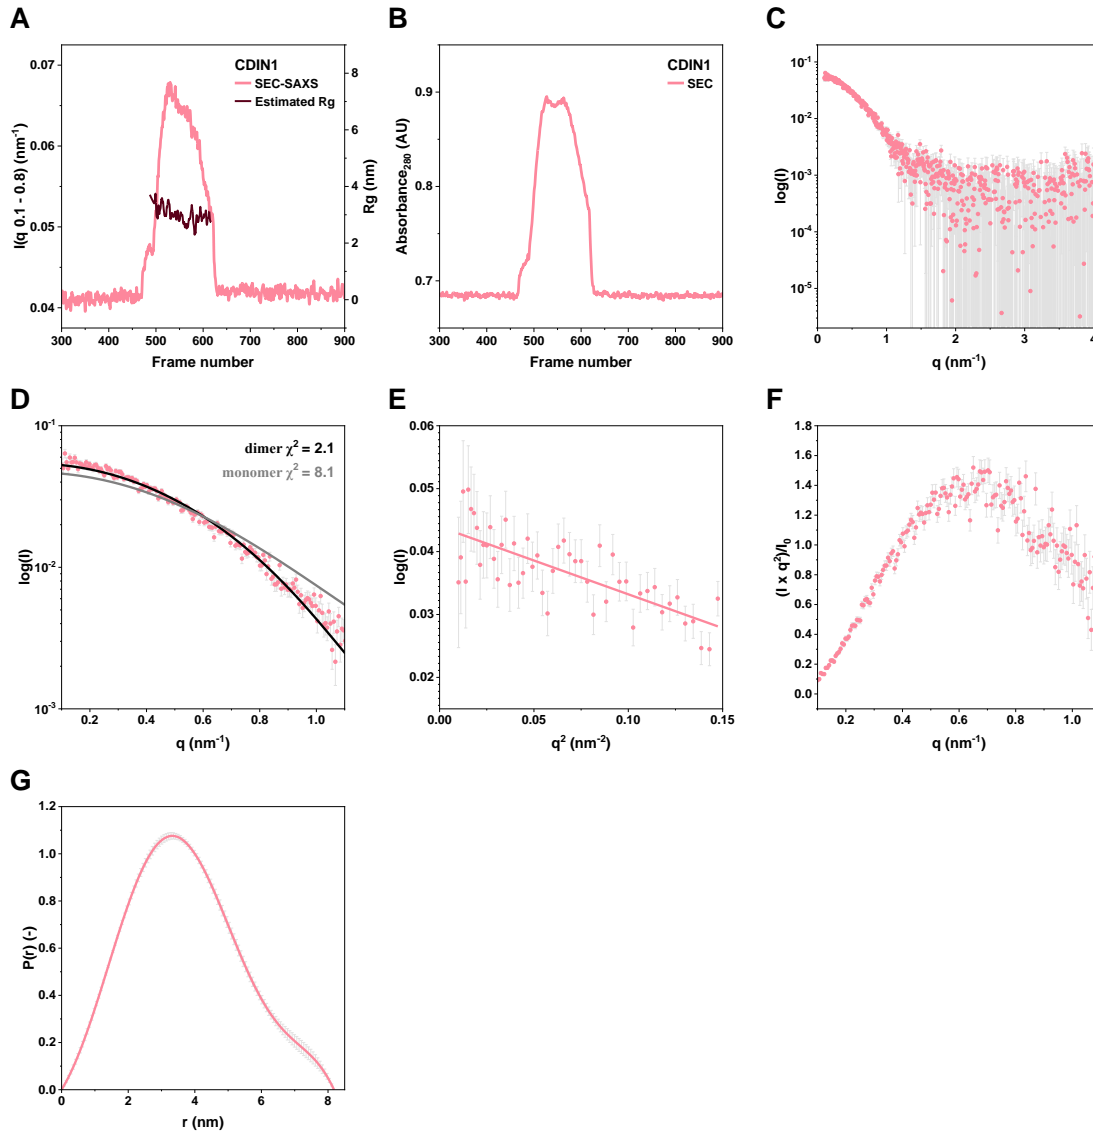 A
CDIN1
SEC-SAXS
Estimated Rg
I(q 0.1 - 0.8) (nm⁻¹)
0.07
0.06
0.05
0.04
8
6
4
2
0
Rg (nm)
300 400 500 600 700 800 900
Frame number
B
CDIN1
SEC
Absorbance₂₈₀ (AU)
0.9
0.8
0.7
300 400 500 600 700 800 900
Frame number
C
log(I)
10⁻¹
10⁻²
10⁻³
10⁻⁴
10⁻⁵
0 1 2 3 4
q (nm⁻¹)
D
dimer χ² = 2.1
monomer χ² = 8.1
log(I)
10⁻¹
10⁻²
10⁻³
0.2 0.4 0.6 0.8 1.0
q (nm⁻¹)
E
log(I)
0.06
0.05
0.04
0.03
0.02
0.00 0.05 0.10 0.15
q² (nm⁻²)
F
(I x q²)/I₀
1.8
1.6
1.4
1.2
1.0
0.8
0.6
0.4
0.2
0.0
0.2 0.4 0.6 0.8 1.0
q (nm⁻¹)
G
P(r) (-)
1.2
1.0
0.8
0.6
0.4
0.2
0.0
0 2 4 6 8
r (nm)